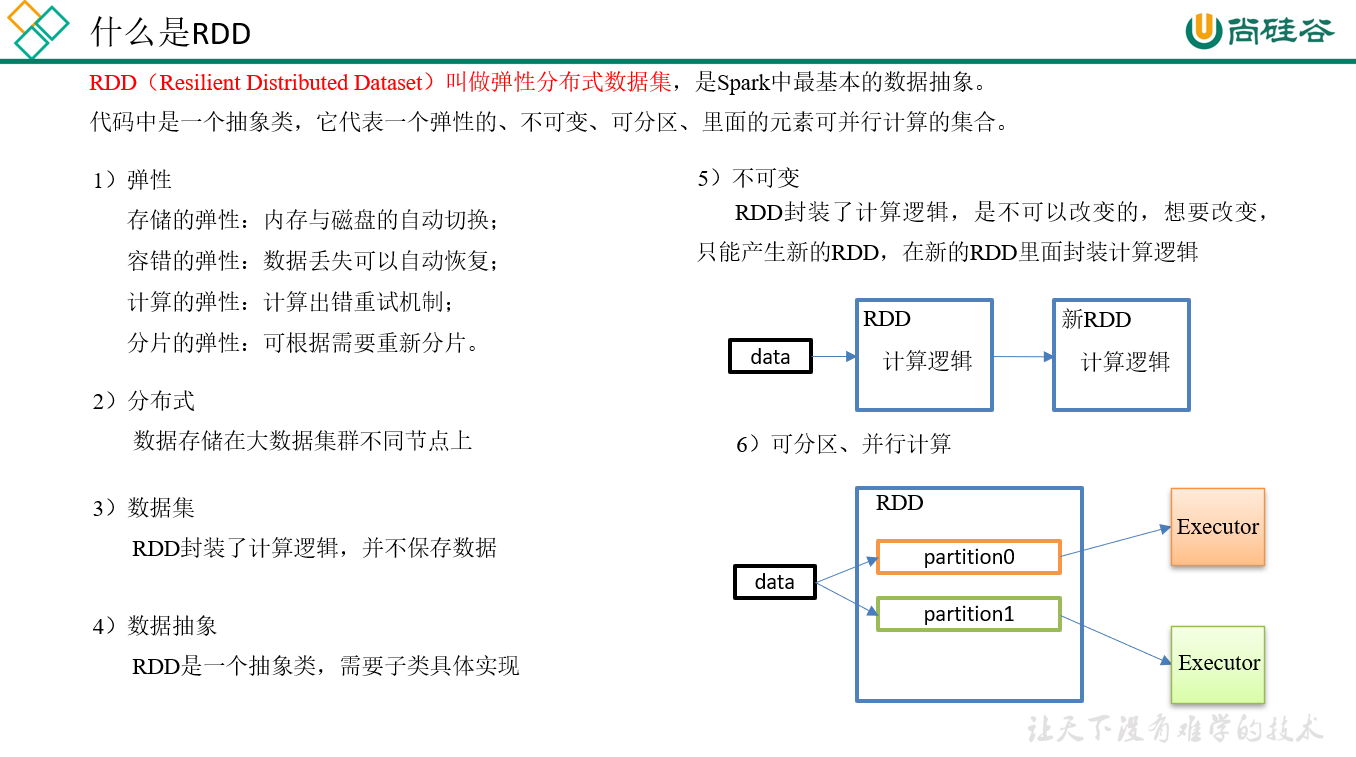 什么是RDD
尚硅谷
RDD（Resilient Distributed Dataset）叫做弹性分布式数据集，是Spark中最基本的数据抽象。
代码中是一个抽象类，它代表一个弹性的、不可变、可分区、里面的元素可并行计算的集合。
1）弹性
存储的弹性：内存与磁盘的自动切换；
容错的弹性：数据丢失可以自动恢复；
计算的弹性：计算出错重试机制；
分片的弹性：可根据需要重新分片。
2）分布式
数据存储在大数据集群不同节点上
3）数据集
RDD封装了计算逻辑，并不保存数据
4）数据抽象
RDD是一个抽象类，需要子类具体实现
5）不可变
RDD封装了计算逻辑，是不可以改变的，想要改变，
只能产生新的RDD，在新的RDD里面封装计算逻辑
data
RDD
计算逻辑
新RDD
计算逻辑
6）可分区、并行计算
data
RDD
partition0
partition1
Executor
Executor
让天下没有难学的技术